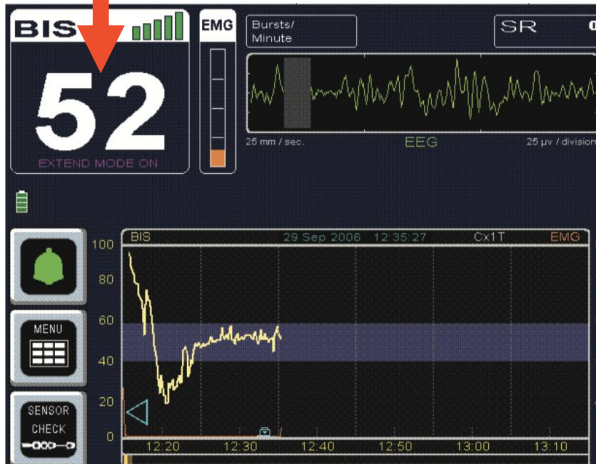 BIS
EMG
Bursts/
Minute
SR 0
52
EXTEND MODE ON
25 mm / sec.
EEG
25 µv / division
BIS
29 Sep 2006 12:35:27
Cx1T
EMG
100
80
60
40
20
0
MENU
SENSOR
CHECK
12:20
12:30
12:40
12:50
13:00
13:10